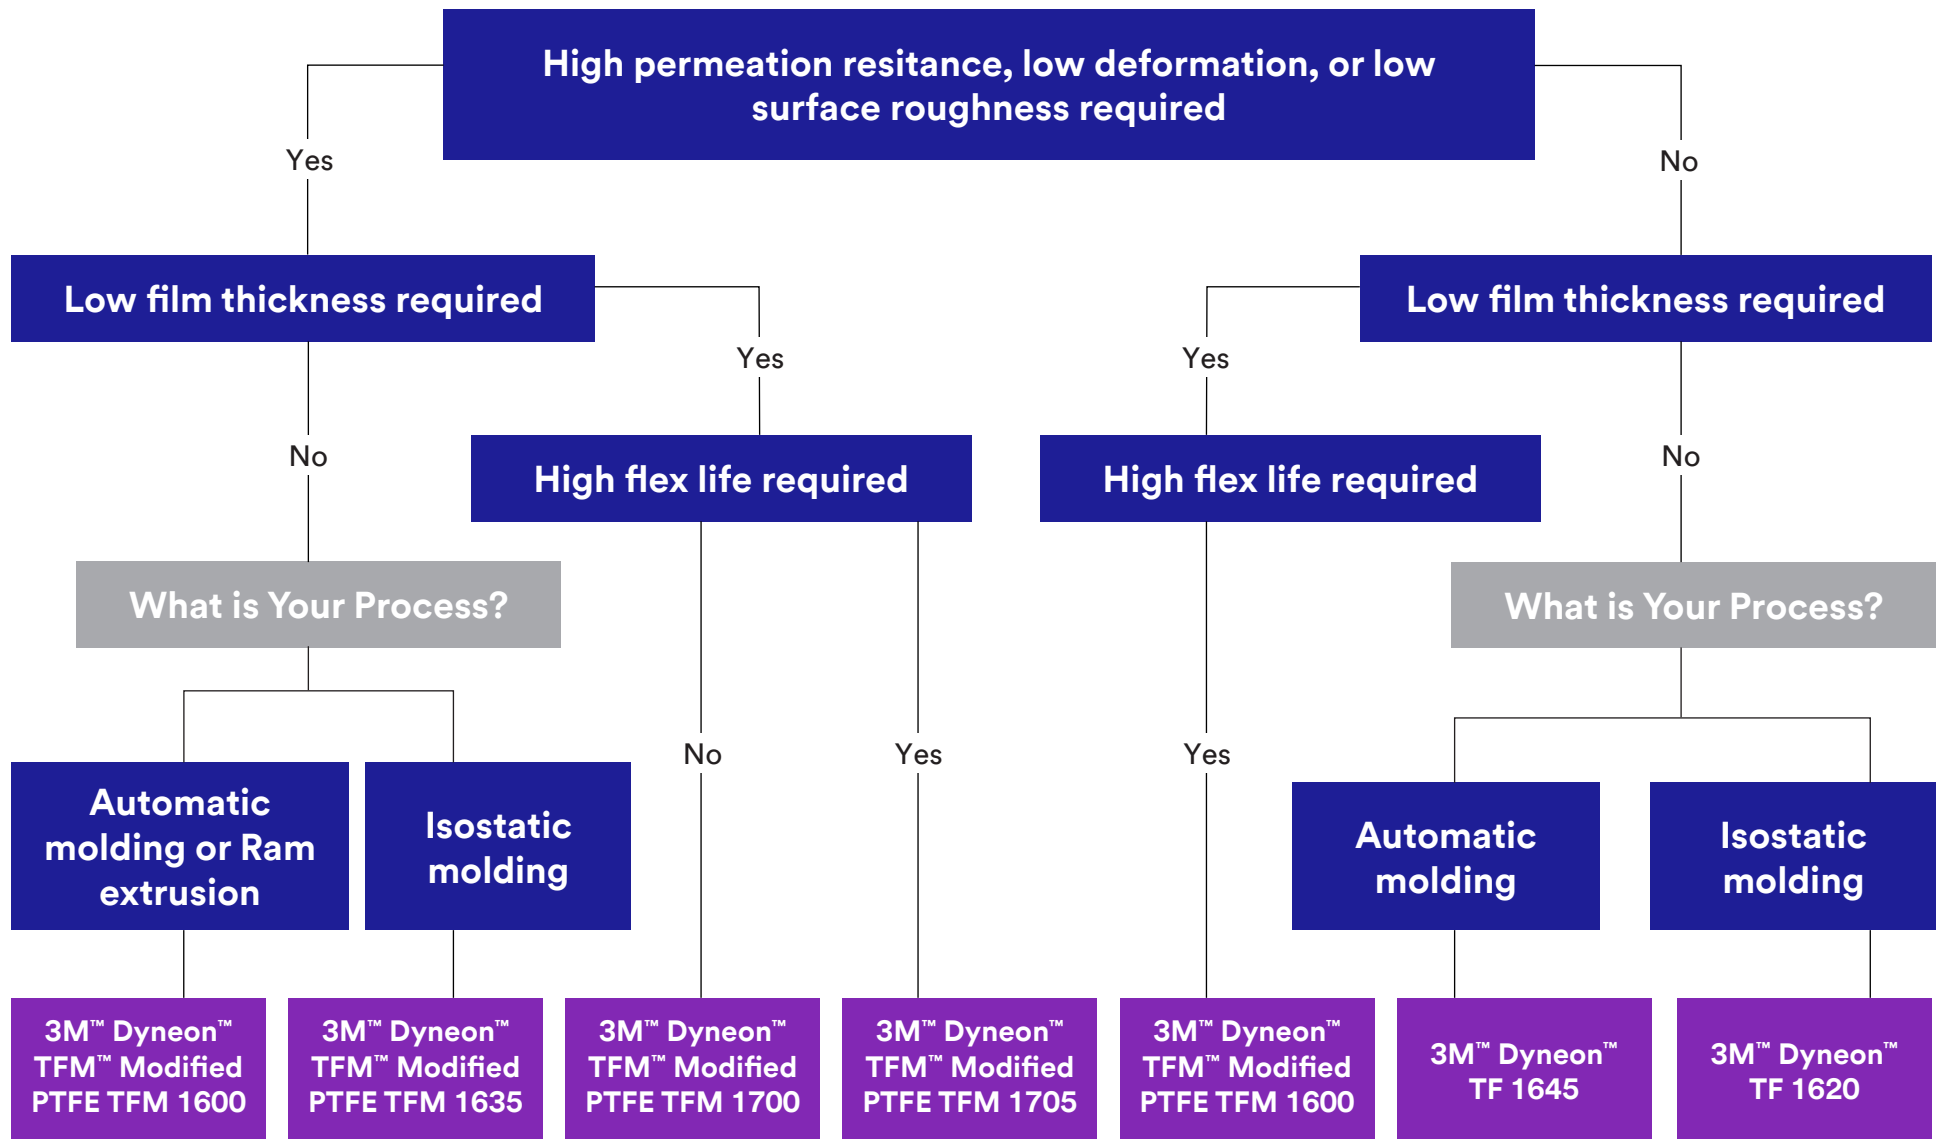 High permeation resitance, low deformation, or low
surface roughness required
Yes
No
Low film thickness required
Low film thickness required
Yes
Yes
No
No
High flex life required
High flex life required
What is Your Process?
What is Your Process?
No
Yes
Yes
Automatic
molding or Ram
extrusion
Isostatic
molding
Automatic
molding
Isostatic
molding
3M™ Dyneon™
TFM™ Modified
PTFE TFM 1600
3M™ Dyneon™
TFM™ Modified
PTFE TFM 1635
3M™ Dyneon™
TFM™ Modified
PTFE TFM 1700
3M™ Dyneon™
TFM™ Modified
PTFE TFM 1705
3M™ Dyneon™
TFM™ Modified
PTFE TFM 1600
3M™ Dyneon™
TF 1645
3M™ Dyneon™
TF 1620